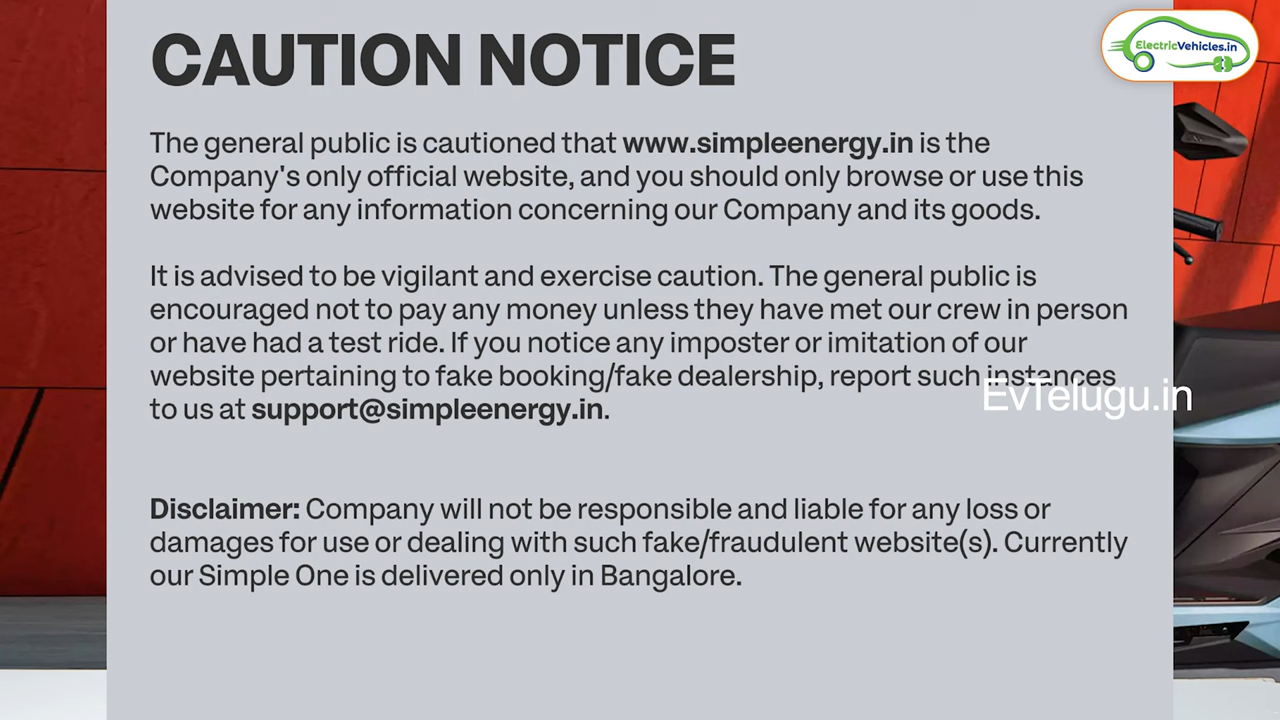 CAUTION NOTICE
ElectricVehicles.in
The general public is cautioned that www.simpleenergy.in is the
Company's only official website, and you should only browse or use this
website for any information concerning our Company and its goods.
It is advised to be vigilant and exercise caution. The general public is
encouraged not to pay any money unless they have met our crew in person
or have had a test ride. If you notice any imposter or imitation of our
website pertaining to fake booking/fake dealership, report such instances
to us at support@simpleenergy.in.
EvTelugu.in
Disclaimer: Company will not be responsible and liable for any loss or
damages for use or dealing with such fake/fraudulent website(s). Currently
our Simple One is delivered only in Bangalore.